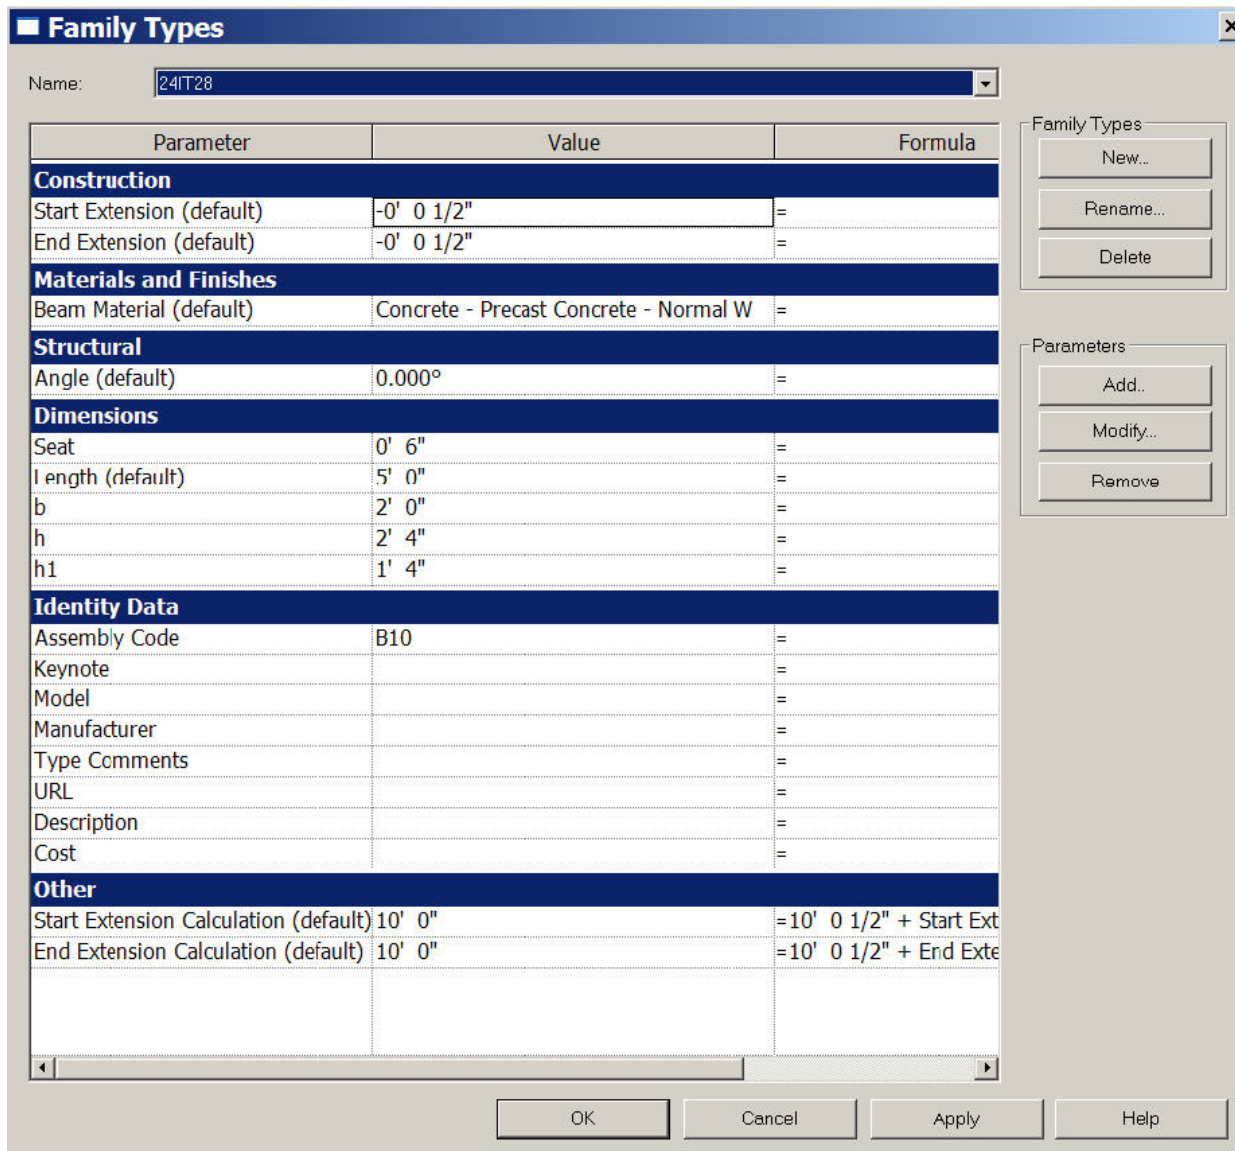 Family Types
Name: 24IT28
Parameter Value Formula
Construction
Start Extension (default) -0' 0 1/2" =
End Extension (default) -0' 0 1/2" =
Materials and Finishes
Beam Material (default) Concrete - Precast Concrete - Normal W =
Structural
Angle (default) 0.000° =
Dimensions
Seat 0' 6" =
Length (default) 5' 0" =
b 2' 0" =
h 2' 4" =
h1 1' 4" =
Identity Data
Assembly Code B10 =
Keynote =
Model =
Manufacturer =
Type Comments =
URL =
Description =
Cost =
Other
Start Extension Calculation (default) 10' 0" =10' 0 1/2" + Start Ext
End Extension Calculation (default) 10' 0" =10' 0 1/2" + End Exte
Family Types
New...
Rename...
Delete
Parameters
Add..
Modify...
Remove
OK Cancel Apply Help